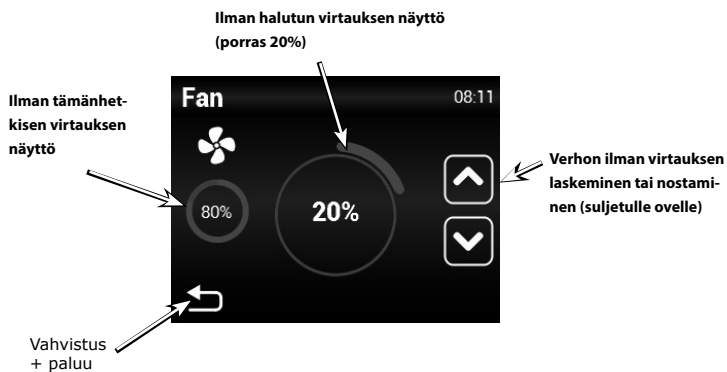 Ilman halutun virtauksen näyttö
(porras 20%)
Ilman tämänhet-
kisen virtauksen
näyttö
Fan
08:11
80%
20%
Verhon ilman virtauksen
laskeminen tai nostami-
nen (suljetulle ovelle)
Vahvistus
+ paluu